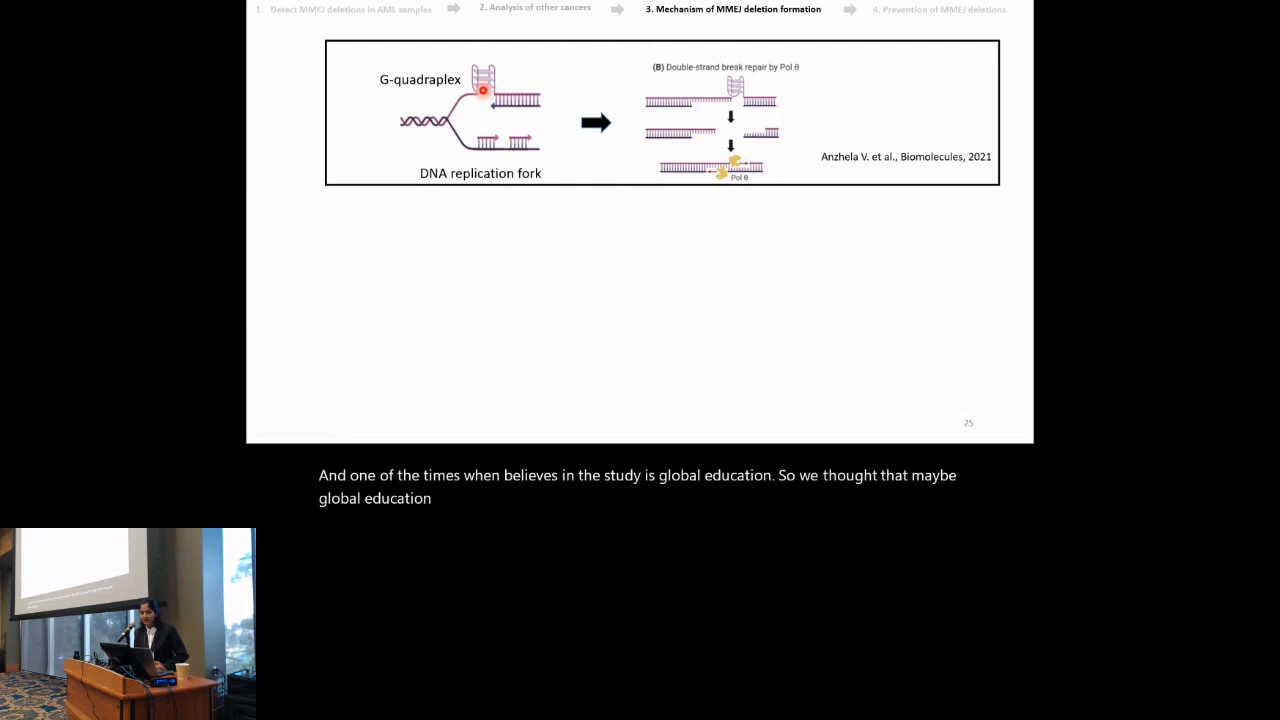 1. Detect MMEJ deletions in AML samples
2. Analysis of other cancers
3. Mechanism of MMEJ deletion formation
4. Prevention of MMEJ deletions
G-quadraplex
DNA replication fork
(B) Double-strand break repair by Pol θ
Pol θ
Anzhela V. et al., Biomolecules, 2021
25
And one of the times when believes in the study is global education. So we thought that maybe
global education